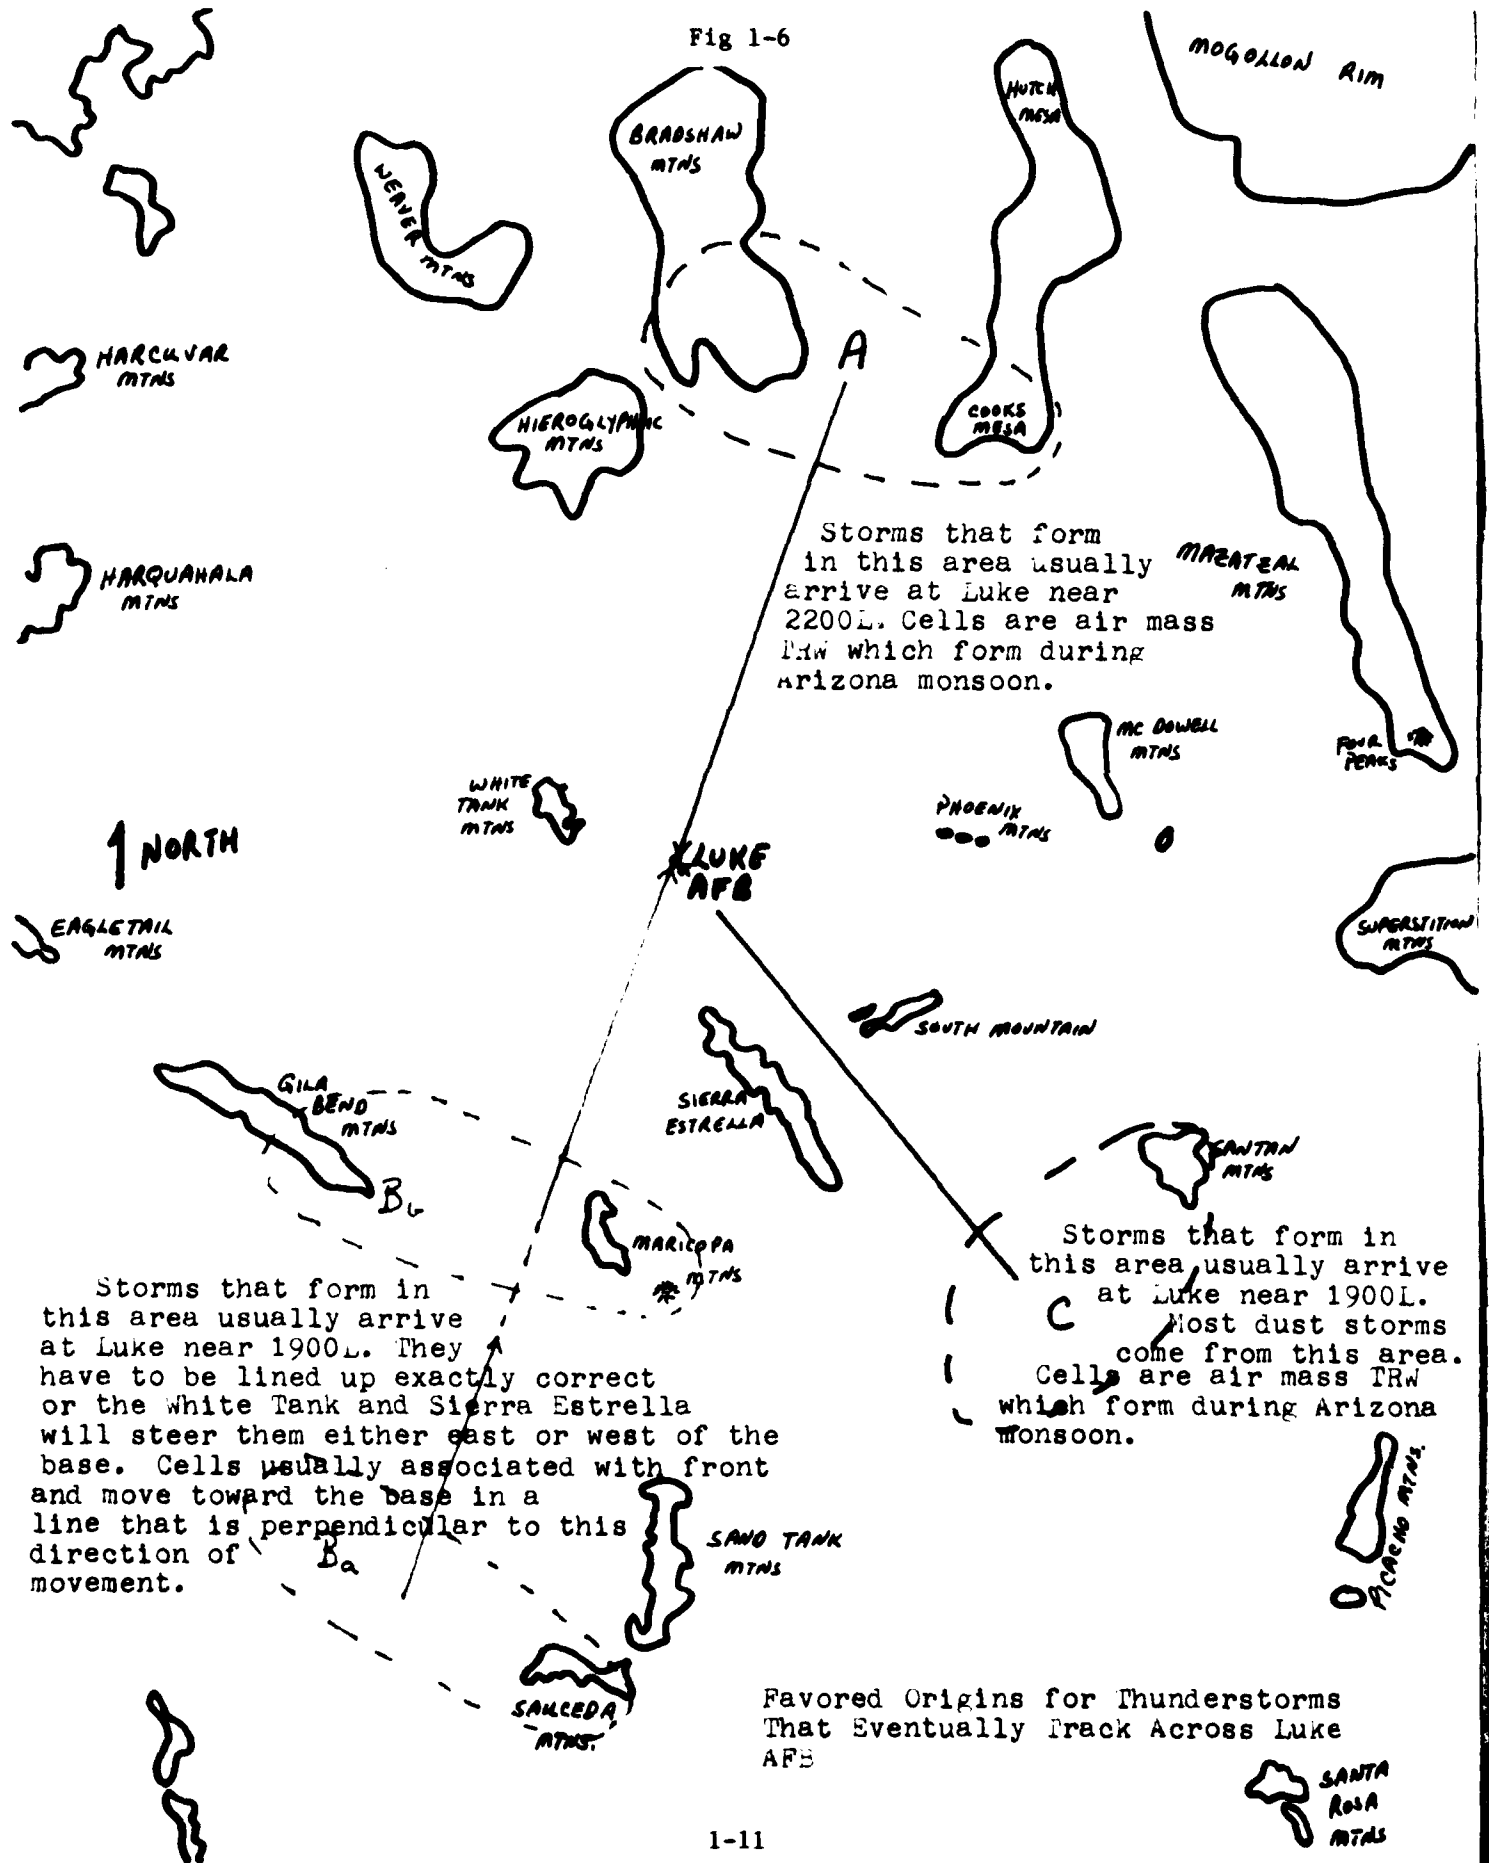 Fig 1-6
MOGOLLON RIM
HUTCH
MESA
BRADSHAW
MTNS
WEAVER MTNS
HARCUVAR
MTNS
A
HIEROGLYPHIC
MTNS
COOKS
MESA
Storms that form
in this area usually
arrive at Luke near
2200L. Cells are air mass
TRW which form during
Arizona monsoon.
MAZATZAL
MTNS
HARQUAHALA
MTNS
MC DOWELL
MTNS
FOUR
PEAKS
WHITE
TANK
MTNS
PHOENIX
MTNS
NORTH
LUKE
AFB
EAGLETAIL
MTNS
SUPERSTITION
MTNS
SOUTH MOUNTAIN
GILA
BEND
MTNS
SIERRA
ESTRELLA
SANTAN
MTNS
B
MARICOPA
MTNS
Storms that form in
this area usually arrive
at Luke near 1900L. They
have to be lined up exactly correct
or the White Tank and Sierra Estrella
will steer them either east or west of the
base. Cells usually associated with front
and move toward the base in a
line that is perpendicular to this
direction of
movement.
Ba
Storms that form in
this area usually arrive
at Luke near 1900L.
Most dust storms
come from this area.
Cells are air mass TRW
which form during Arizona
monsoon.
C
SAND TANK
MTNS
PICACHO MTNS.
SAUCEDA
MTNS.
Favored Origins for Thunderstorms
That Eventually Track Across Luke
AFB
SANTA
ROSA
MTNS
1-11